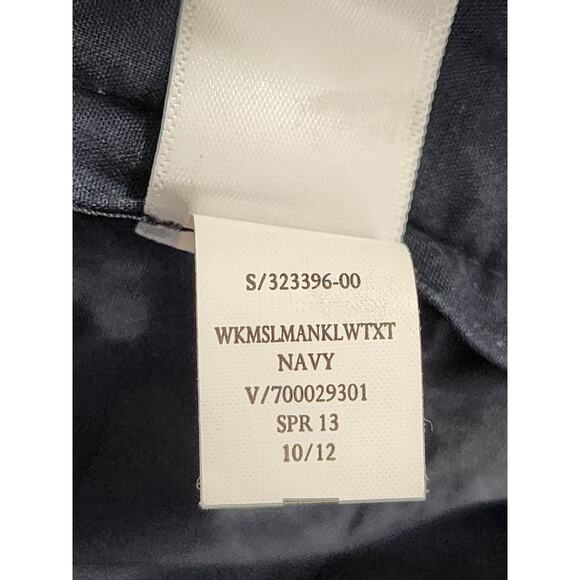 S/323396-00
WKMSLMANKLWTXT
NAVY
V/700029301
SPR 13
10/12